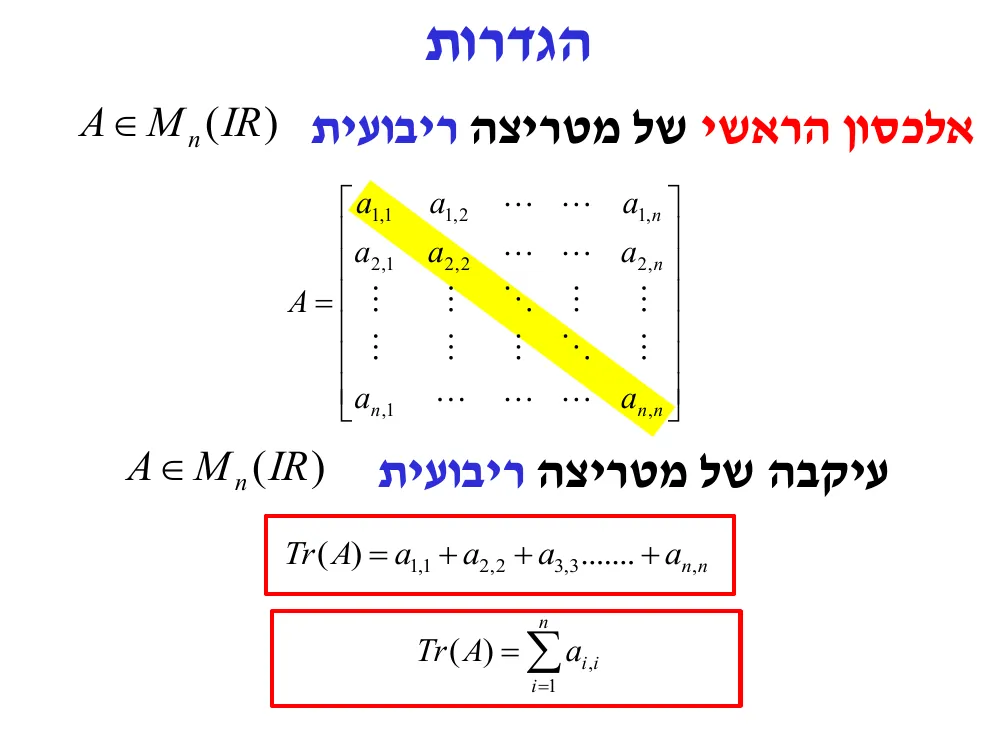 הגדרות
אלכסון הראשי של מטריצה ריבועית A ∈ M_n(IR)
a_{1,1} a_{1,2} ⋯ ⋯ a_{1,n}
a_{2,1} a_{2,2} ⋯ ⋯ a_{2,n}
A = ⋮ ⋮ ⋱ ⋮ ⋮
⋮ ⋮ ⋮ ⋱ ⋮
a_{n,1} ⋯ ⋯ ⋯ a_{n,n}
עיקבה של מטריצה ריבועית A ∈ M_n(IR)
Tr(A) = a_{1,1} + a_{2,2} + a_{3,3}....... + a_{n,n}
Tr(A) = ∑_{i=1}^{n} a_{i,i}